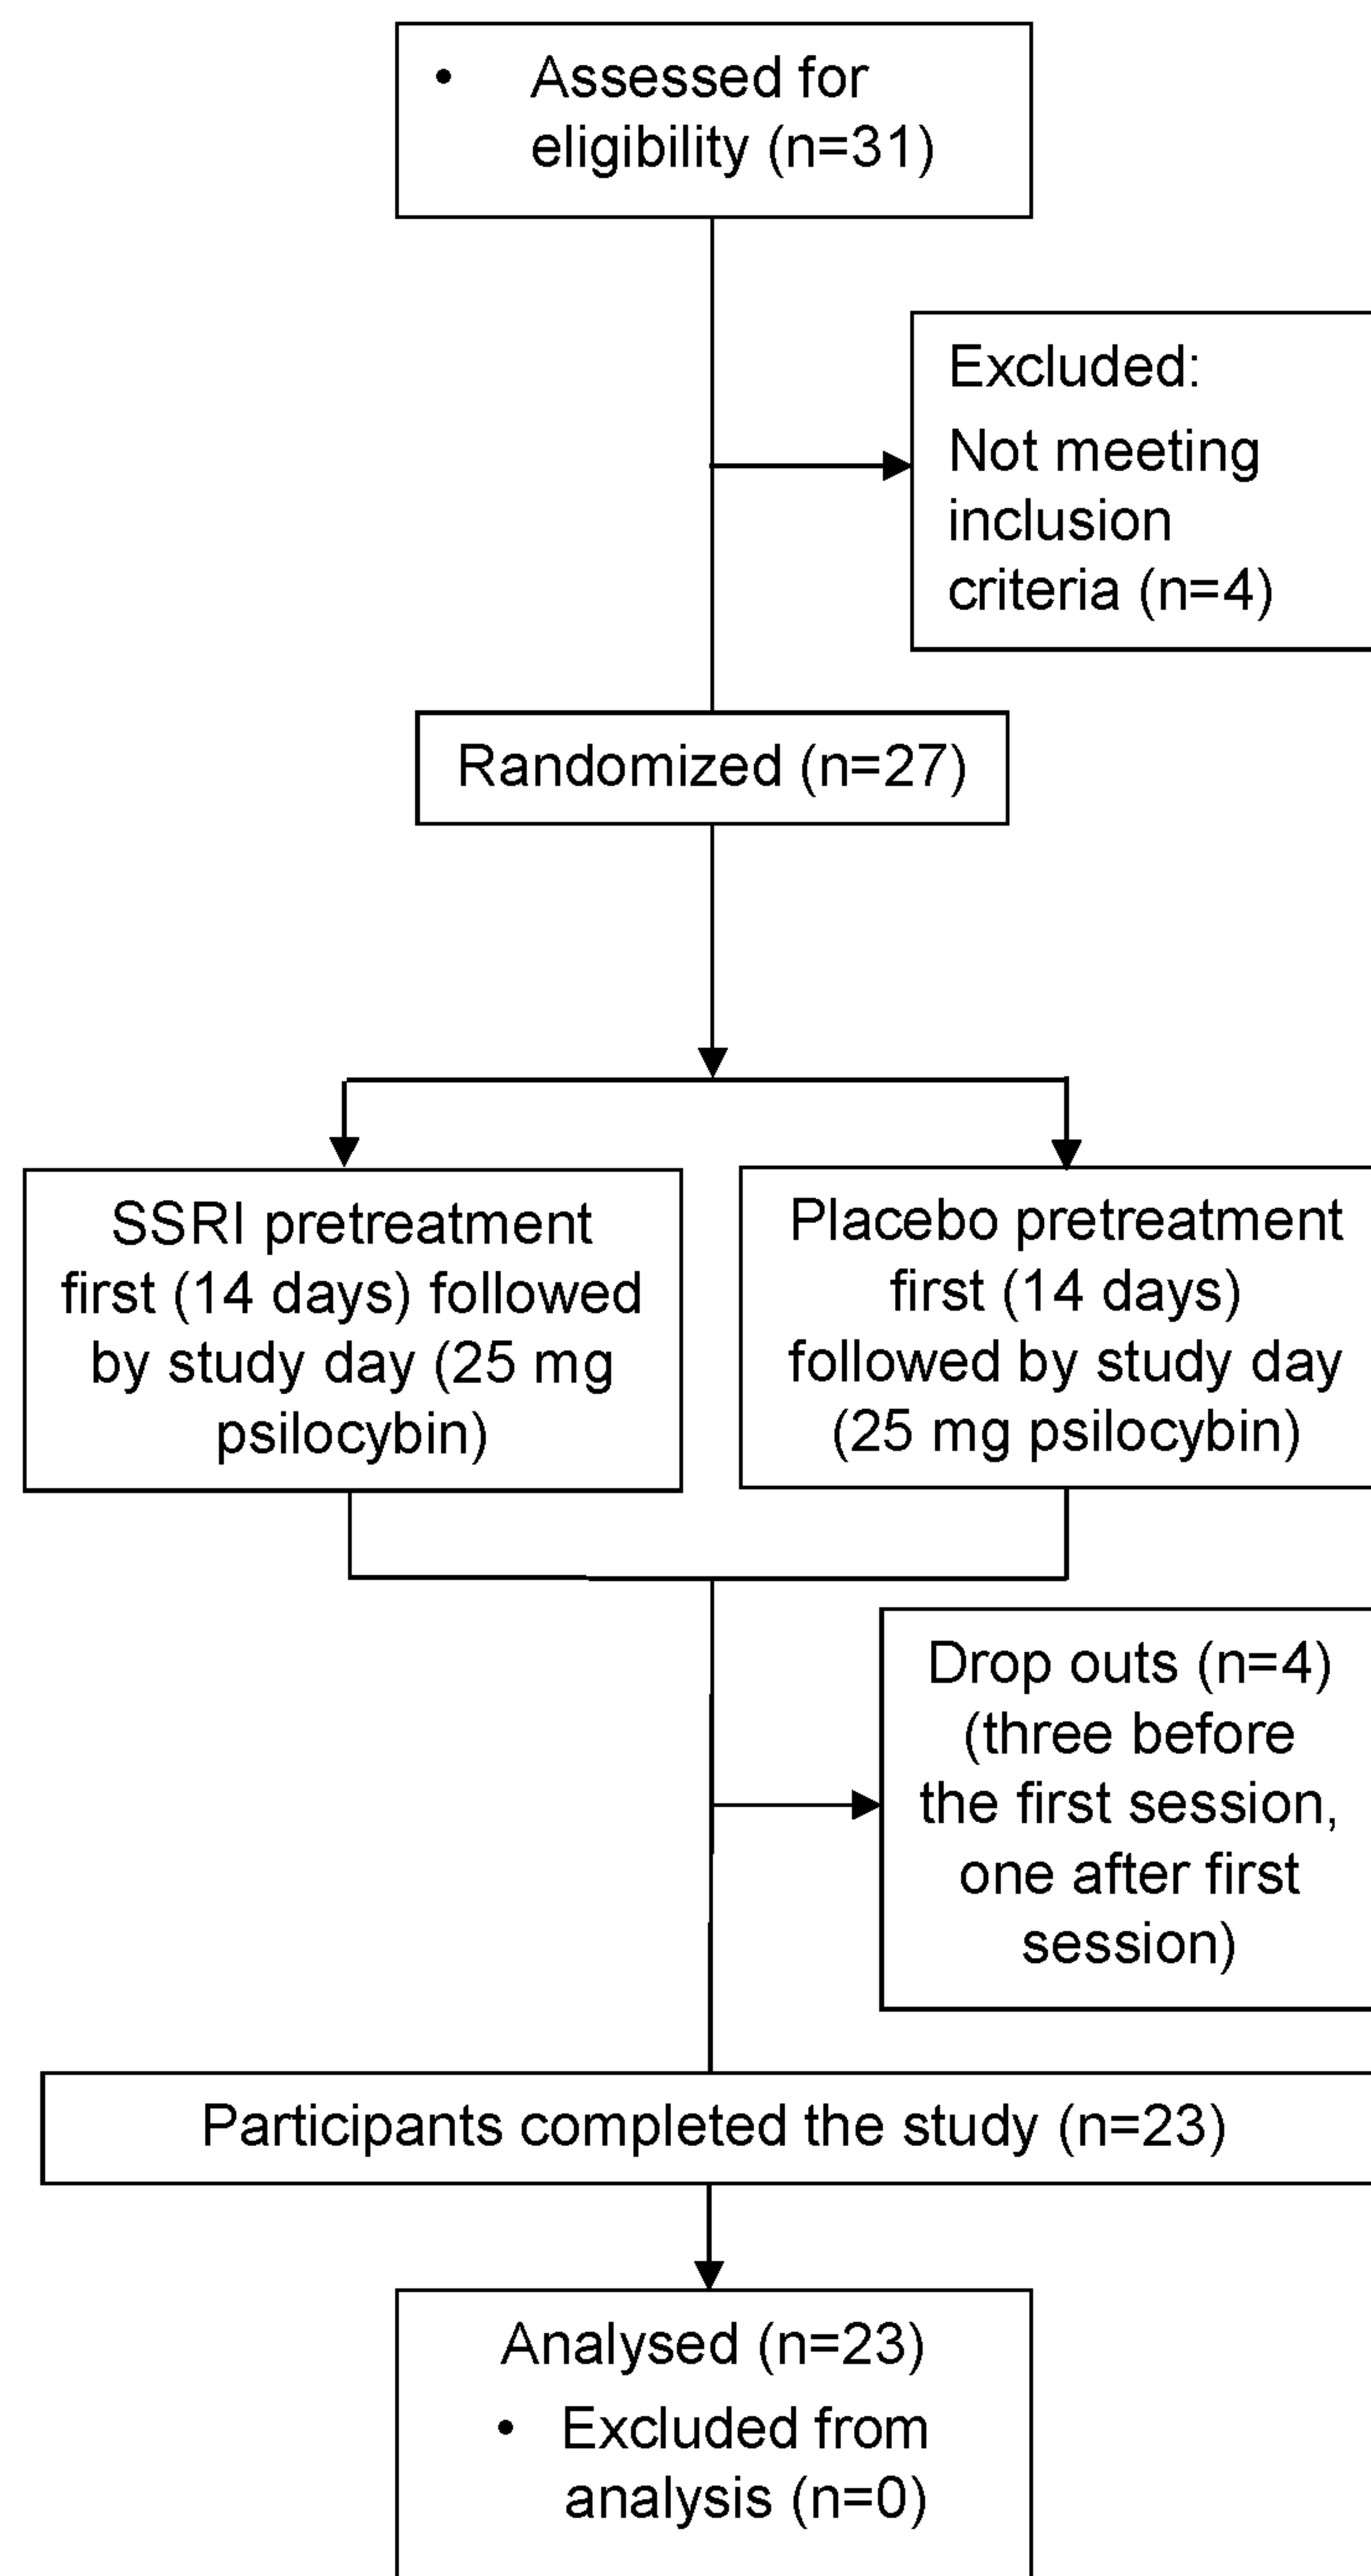 • Assessed for
eligibility (n=31)
Excluded:
Not meeting
inclusion
criteria (n=4)
Randomized (n=27)
SSRI pretreatment
first (14 days) followed
by study day (25 mg
psilocybin)
Placebo pretreatment
first (14 days)
followed by study day
(25 mg psilocybin)
Drop outs (n=4)
(three before
the first session,
one after first
session)
Participants completed the study (n=23)
Analysed (n=23)
• Excluded from
analysis (n=0)